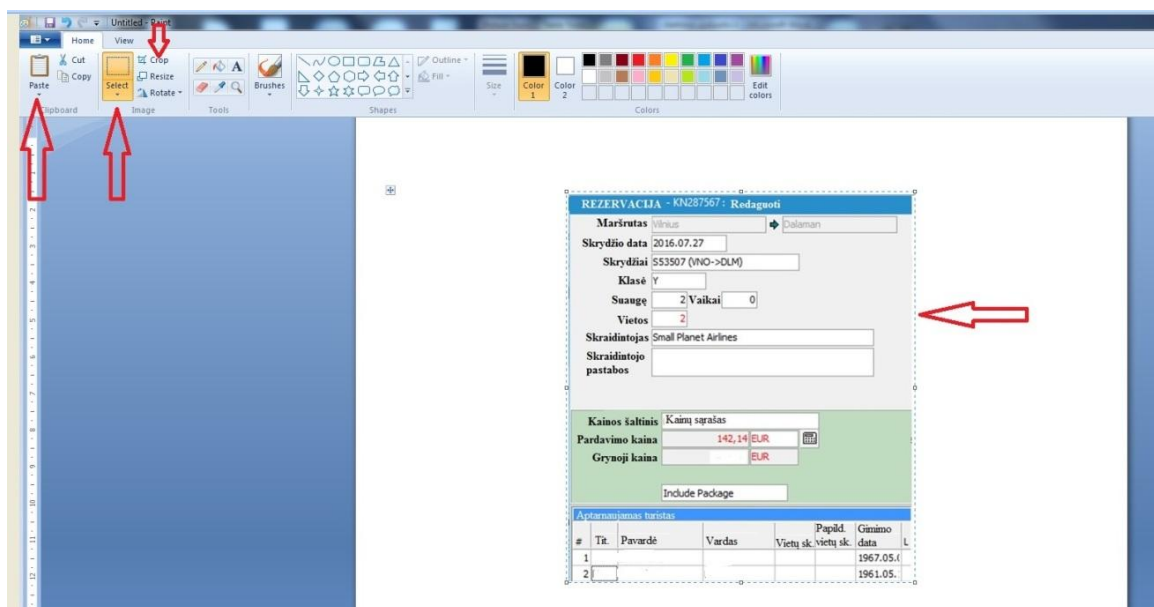 Untitled - Paint
Home View
Cut
Copy
Paste
Clipboard
Select
Crop
Resize
Rotate
Image
A
Tools
Brushes
Outline
Fill
Shapes
Size
Color 1
Color 2
Edit colors
Colors
REZERVACIJA - KN287567 : Redaguoti
Maršrutas Vilnius Dalaman
Skrydžio data 2016.07.27
Skrydžiai S53507 (VNO->DLM)
Klasė Y
Suaugę 2 Vaikai 0
Vietos 2
Skraidintojas Small Planet Airlines
Skraidintojo
pastabos
Kainos šaltinis Kainų sąrašas
Pardavimo kaina 142,14 EUR
Grynoji kaina EUR
Include Package
Aptarnaujamas turistas
# Tit. Pavardė Vardas Vietų sk. Papild. vietų sk. Gimimo data L
1 1967.05.
2 1961.05.